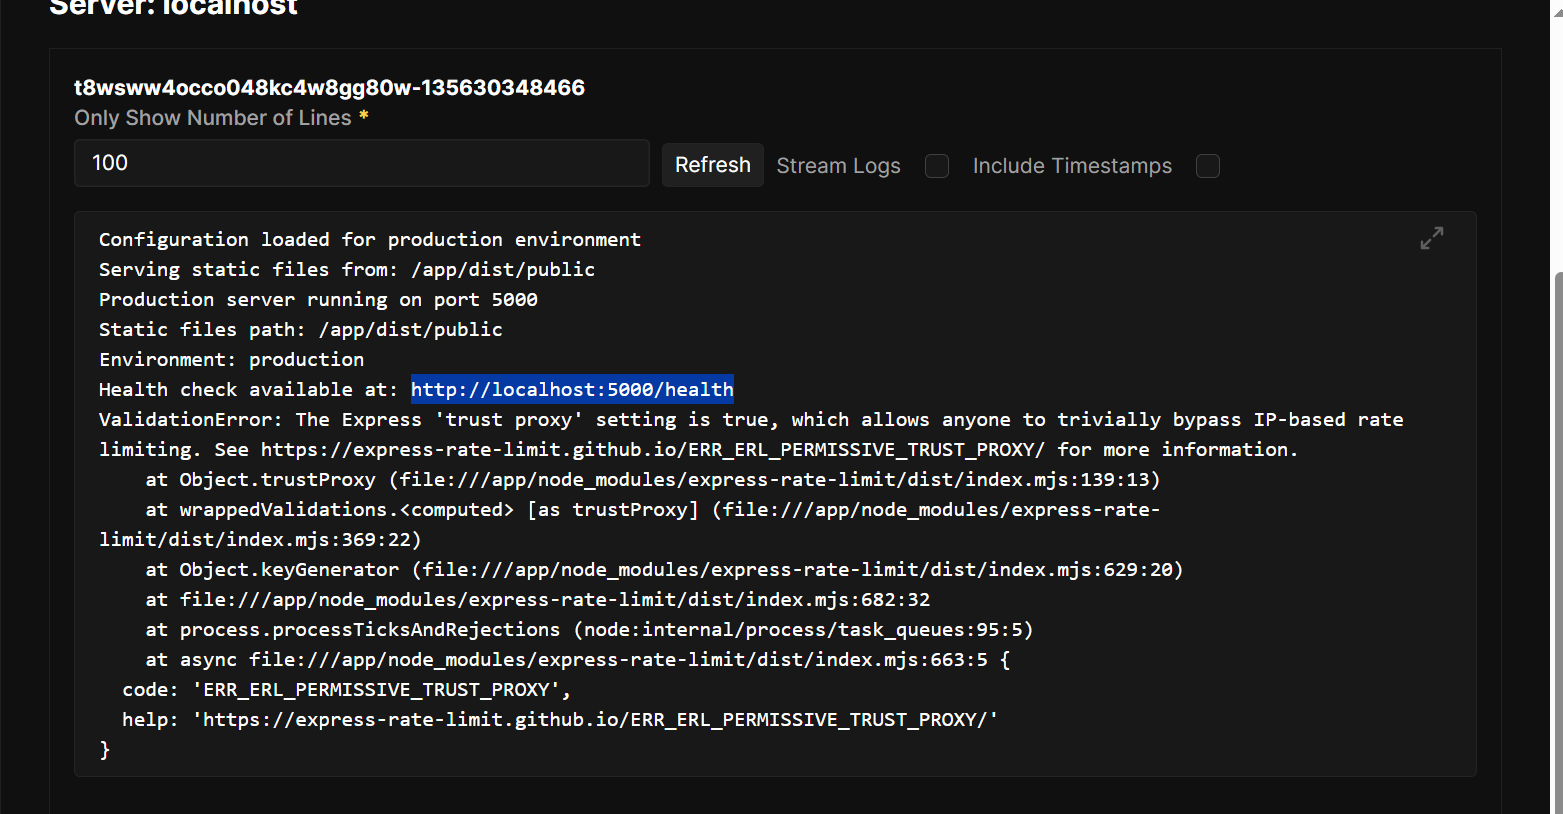 Server: localhost
t8wsww4occo048kc4w8gg80w-135630348466
Only Show Number of Lines *
100 Refresh Stream Logs Include Timestamps
Configuration loaded for production environment
Serving static files from: /app/dist/public
Production server running on port 5000
Static files path: /app/dist/public
Environment: production
Health check available at: http://localhost:5000/health
ValidationError: The Express 'trust proxy' setting is true, which allows anyone to trivially bypass IP-based rate
limiting. See https://express-rate-limit.github.io/ERR_ERL_PERMISSIVE_TRUST_PROXY/ for more information.
    at Object.trustProxy (file:///app/node_modules/express-rate-limit/dist/index.mjs:139:13)
    at wrappedValidations.<computed> [as trustProxy] (file:///app/node_modules/express-rate-
limit/dist/index.mjs:369:22)
    at Object.keyGenerator (file:///app/node_modules/express-rate-limit/dist/index.mjs:629:20)
    at file:///app/node_modules/express-rate-limit/dist/index.mjs:682:32
    at process.processTicksAndRejections (node:internal/process/task_queues:95:5)
    at async file:///app/node_modules/express-rate-limit/dist/index.mjs:663:5 {
  code: 'ERR_ERL_PERMISSIVE_TRUST_PROXY',
  help: 'https://express-rate-limit.github.io/ERR_ERL_PERMISSIVE_TRUST_PROXY/'
}